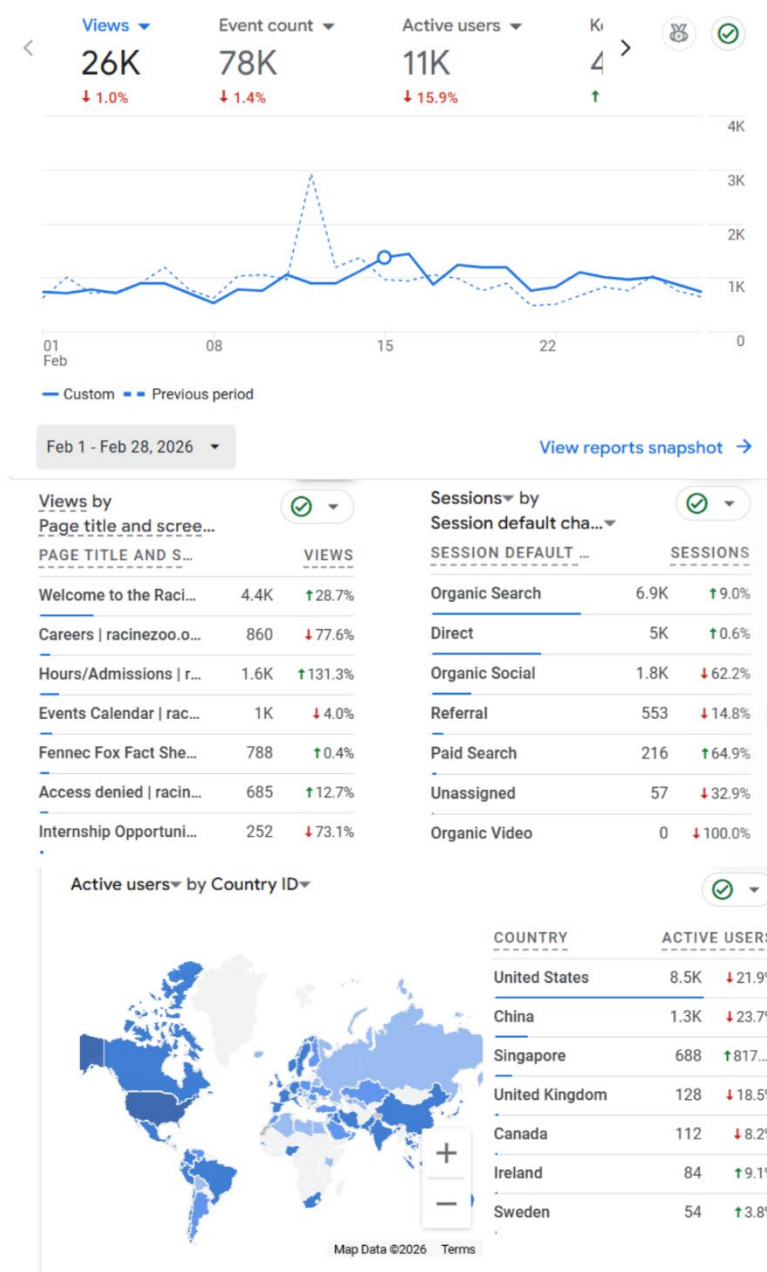 Views Event count Active users
26K 78K 11K 4
↓ 1.0% ↓ 1.4% ↓ 15.9% ↑
4K
3K
2K
1K
0
01 08 15 22
Feb
Custom Previous period
Feb 1 - Feb 28, 2026
View reports snapshot →
Views by
Page title and scree...
PAGE TITLE AND S... VIEWS
Welcome to the Raci... 4.4K ↑28.7%
Careers | racinezoo.o... 860 ↓77.6%
Hours/Admissions | r... 1.6K ↑131.3%
Events Calendar | rac... 1K ↓4.0%
Fennec Fox Fact She... 788 ↑0.4%
Access denied | racin... 685 ↑12.7%
Internship Opportuni... 252 ↓73.1%
Sessions by
Session default cha...
SESSION DEFAULT ... SESSIONS
Organic Search 6.9K ↑9.0%
Direct 5K ↑0.6%
Organic Social 1.8K ↓62.2%
Referral 553 ↓14.8%
Paid Search 216 ↑64.9%
Unassigned 57 ↓32.9%
Organic Video 0 ↓100.0%
Active users by Country ID
COUNTRY ACTIVE USERS
United States 8.5K ↓21.9%
China 1.3K ↓23.7%
Singapore 688 ↑817...
United Kingdom 128 ↓18.5%
Canada 112 ↓8.2%
Ireland 84 ↑9.1%
Sweden 54 ↑3.8%
Map Data ©2026 Terms